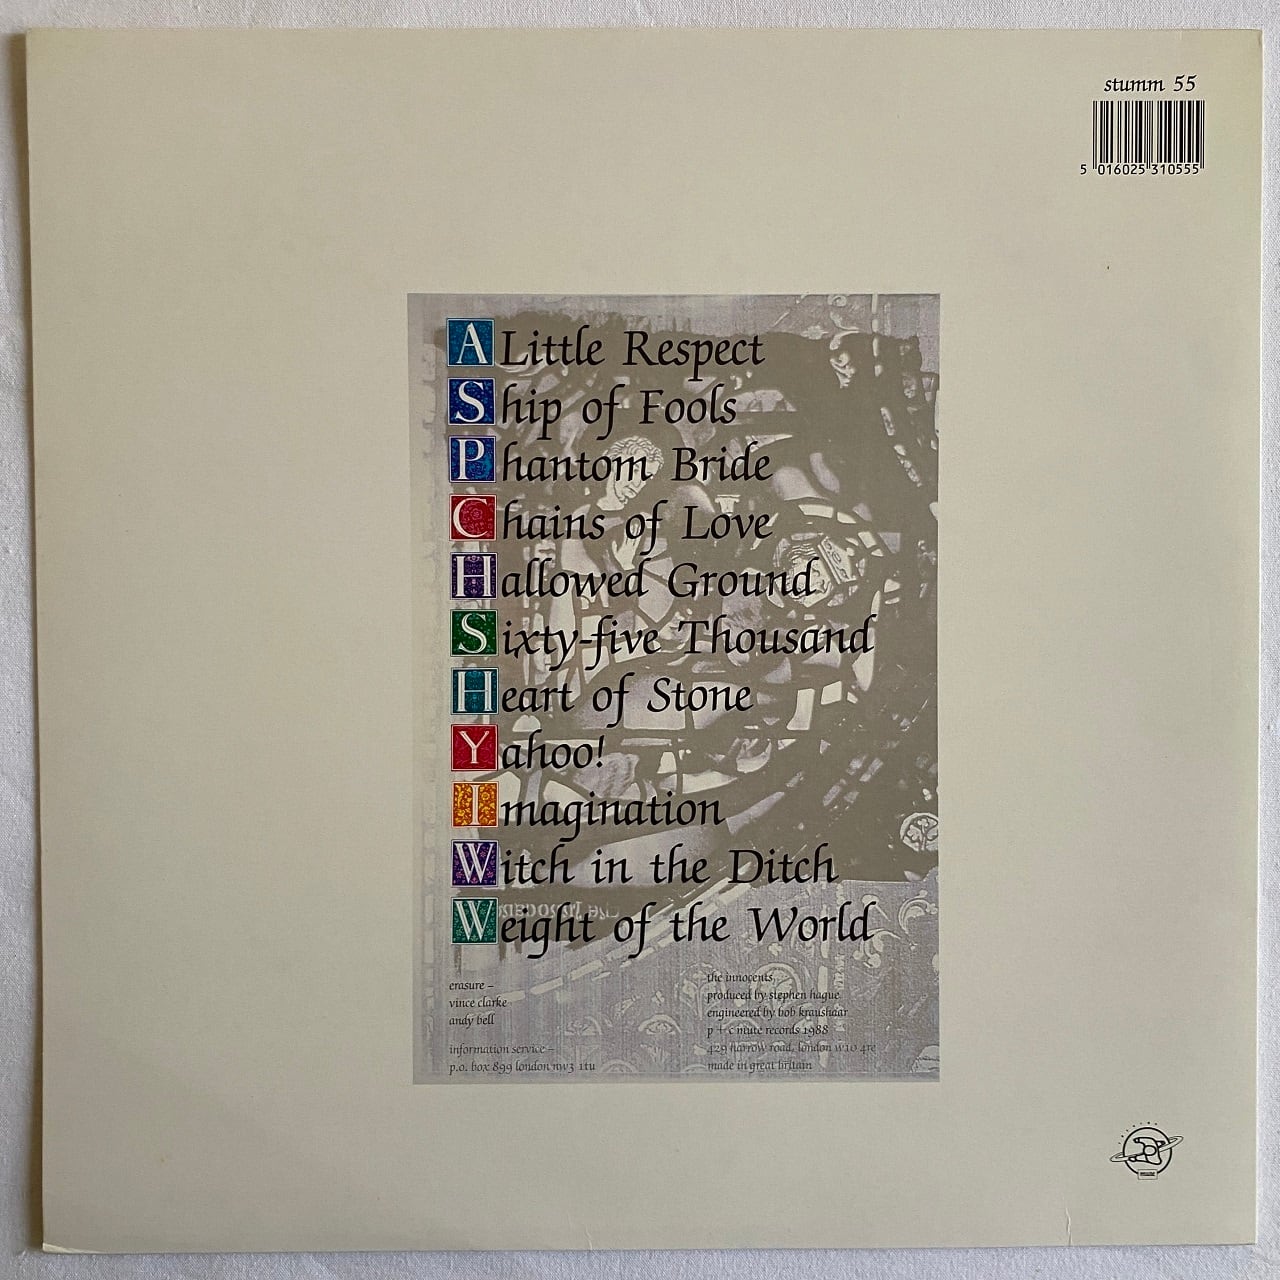 stumm 55
5 016025 310555
A Little Respect
Ship of Fools
Phantom Bride
Chains of Love
Hallowed Ground
Sixty-five Thousand
Heart of Stone
Yahoo!
Imagination
Witch in the Ditch
Weight of the World
erasure –
vince clarke
andy bell
information service –
p.o. box 899 london nw3 1tu
the innocents,
produced by stephen hague
engineered by bob kraushaar
p + c mute records 1988
429 harrow road, london w10 4re
made in great britain